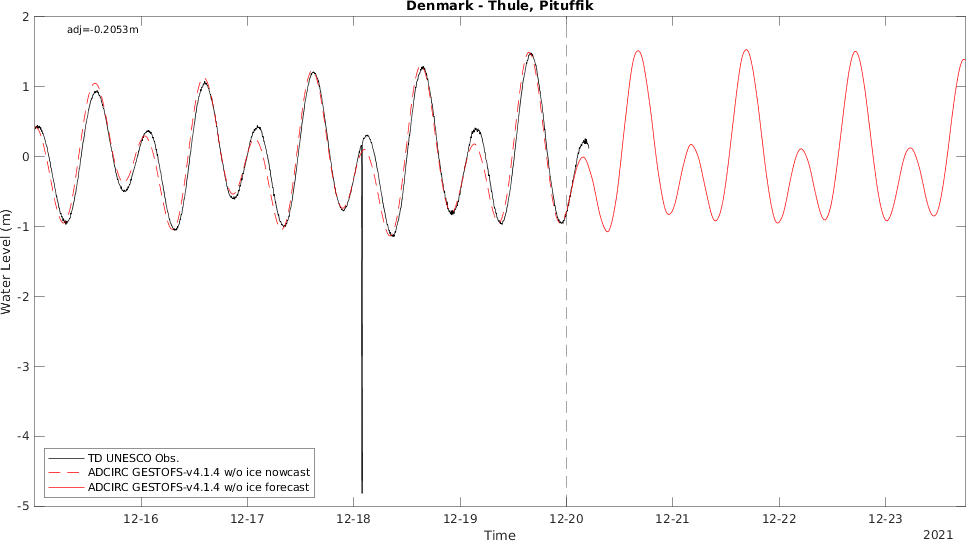 Denmark - Thule, Pituffik
adj=-0.2053m
2
1
0
-1
-2
-3
-4
-5
Water Level (m)
TD UNESCO Obs.
ADCIRC GESTOFS-v4.1.4 w/o ice nowcast
ADCIRC GESTOFS-v4.1.4 w/o ice forecast
12-16
12-17
12-18
12-19
12-20
12-21
12-22
12-23
Time
2021